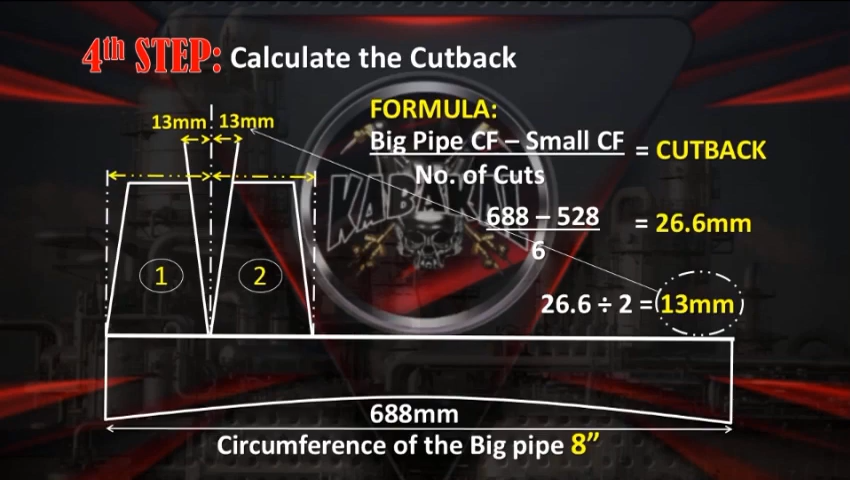 4th STEP: Calculate the Cutback
13mm 13mm
FORMULA:
Big Pipe CF – Small CF = CUTBACK
No. of Cuts
688 – 528 = 26.6mm
6
26.6 ÷ 2 = 13mm
1 2
KABAKAL
688mm
Circumference of the Big pipe 8”